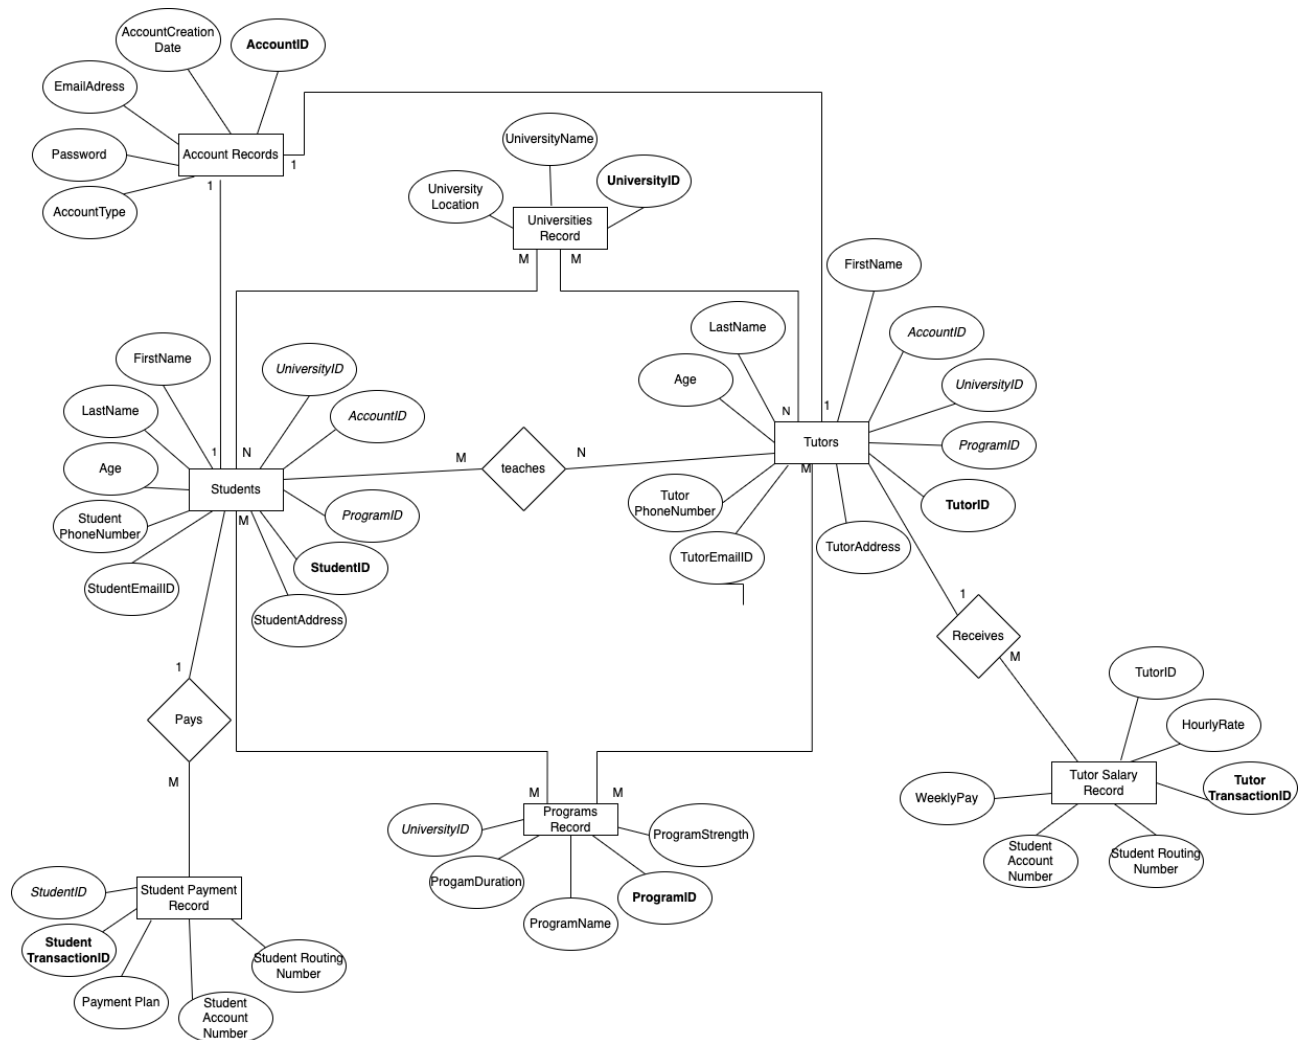 AccountCreation
Date
AccountID
EmailAdress
Password
AccountType
Account Records
1
1
UniversityName
UniversityID
University
Location
Universities
Record
M
M
FirstName
LastName
AccountID
Age
UniversityID
ProgramID
TutorID
N
1
Tutors
M
Tutor
PhoneNumber
TutorEmailID
TutorAddress
FirstName
UniversityID
LastName
AccountID
Age
1
N
Students
M
Student
PhoneNumber
ProgramID
StudentID
StudentEmailID
StudentAddress
M
teaches
N
1
Pays
M
1
Receives
M
TutorID
HourlyRate
Tutor
TransactionID
Tutor Salary
Record
WeeklyPay
Student
Account
Number
Student Routing
Number
M
M
Programs
Record
UniversityID
ProgramStrength
ProgamDuration
ProgramID
ProgramName
StudentID
Student Payment
Record
Student
TransactionID
Student Routing
Number
Payment Plan
Student
Account
Number